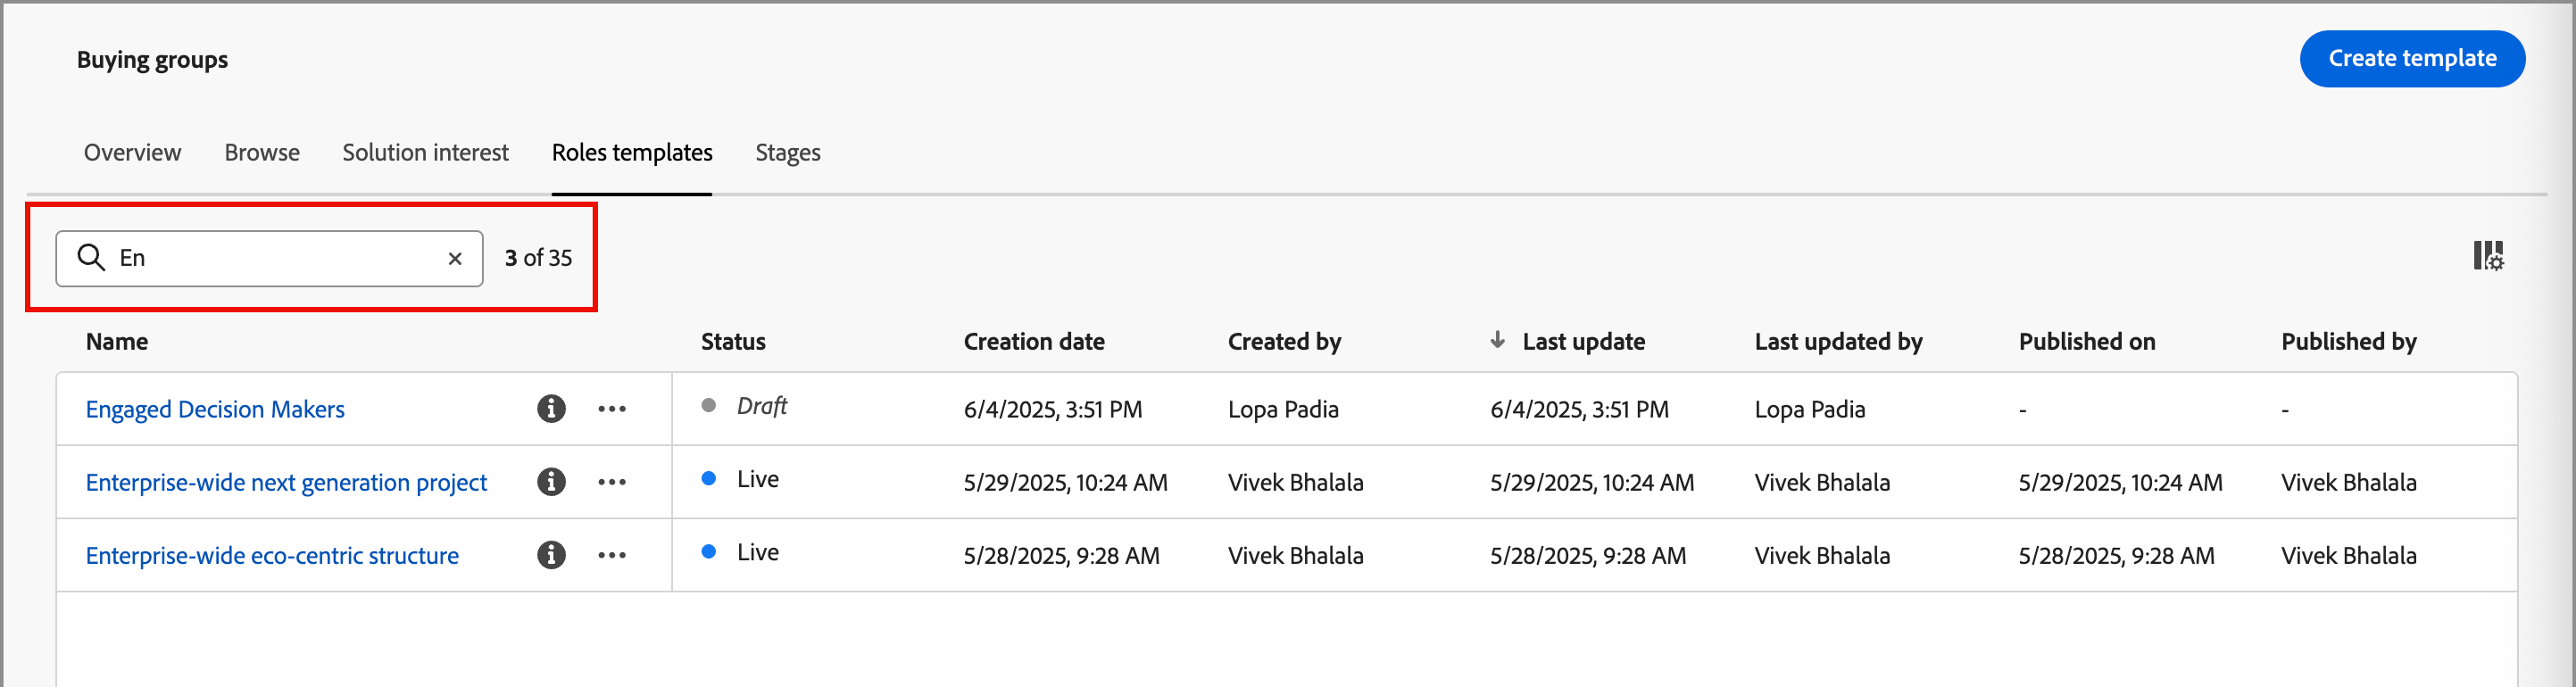 Buying groups
Create template
Overview Browse Solution interest Roles templates Stages
En 3 of 35
Name Status Creation date Created by Last update Last updated by Published on Published by
Engaged Decision Makers Draft 6/4/2025, 3:51 PM Lopa Padia 6/4/2025, 3:51 PM Lopa Padia - -
Enterprise-wide next generation project Live 5/29/2025, 10:24 AM Vivek Bhalala 5/29/2025, 10:24 AM Vivek Bhalala 5/29/2025, 10:24 AM Vivek Bhalala
Enterprise-wide eco-centric structure Live 5/28/2025, 9:28 AM Vivek Bhalala 5/28/2025, 9:28 AM Vivek Bhalala 5/28/2025, 9:28 AM Vivek Bhalala